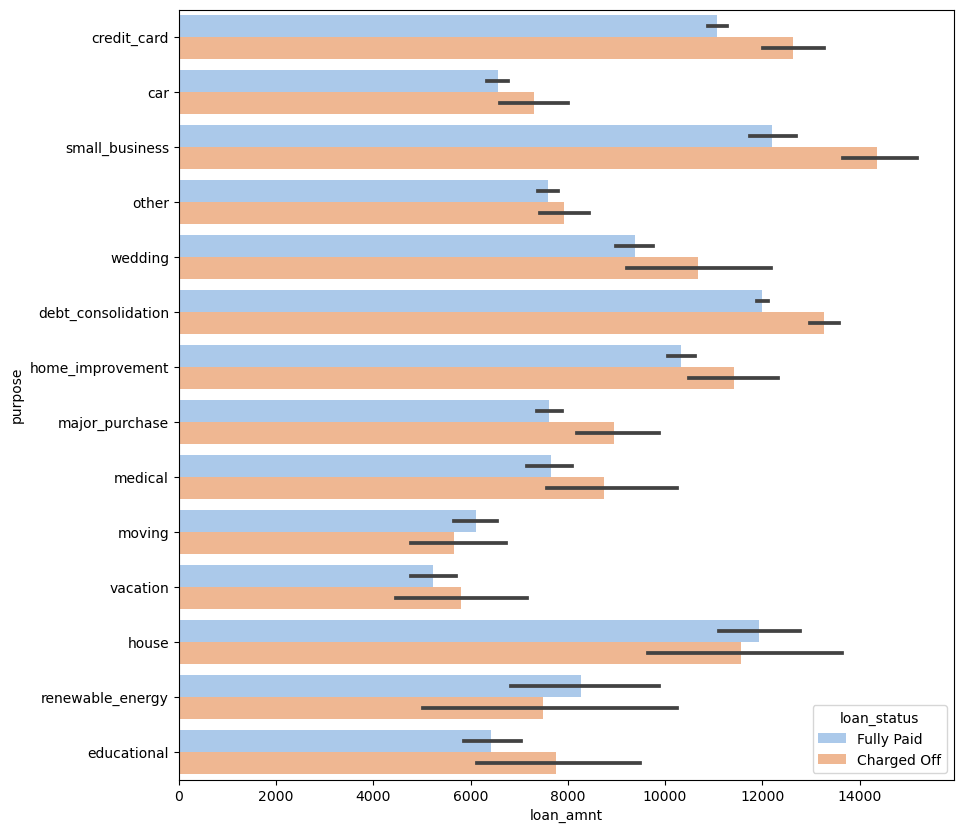 credit_card
car
small_business
other
wedding
debt_consolidation
home_improvement
major_purchase
medical
moving
vacation
house
renewable_energy
educational
purpose
0 2000 4000 6000 8000 10000 12000 14000
loan_amnt
loan_status
Fully Paid
Charged Off